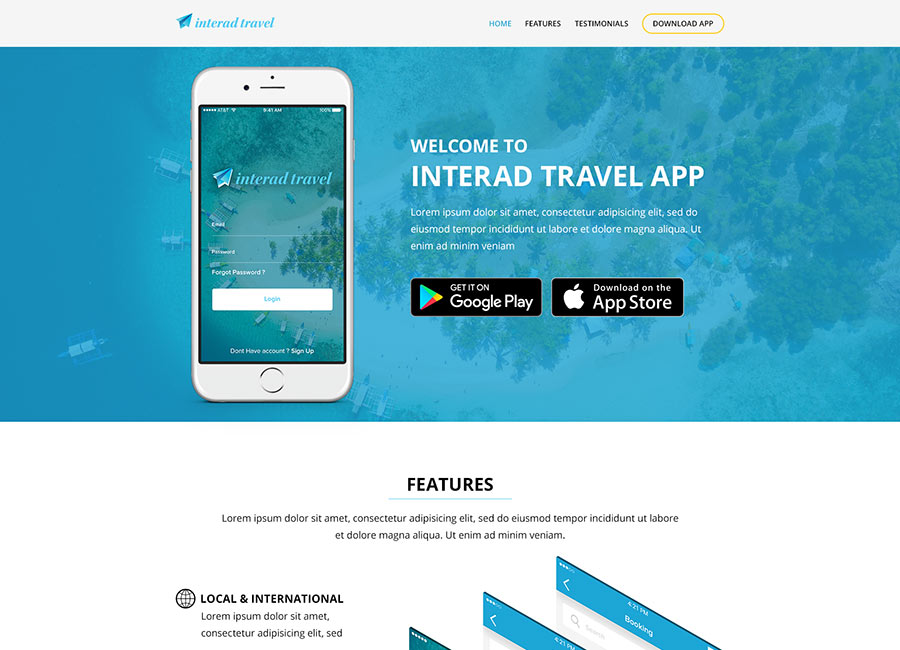 interad travel
HOME FEATURES TESTIMONIALS DOWNLOAD APP
AT&T 9:41 AM 100%
interad travel
Email
Password
Forgot Password ?
Login
Dont Have account ? Sign Up
WELCOME TO
INTERAD TRAVEL APP
Lorem ipsum dolor sit amet, consectetur adipisicing elit, sed do
eiusmod tempor incididunt ut labore et dolore magna aliqua. Ut
enim ad minim veniam
GET IT ON
Google Play
Download on the
App Store
FEATURES
Lorem ipsum dolor sit amet, consectetur adipisicing elit, sed do eiusmod tempor incididunt ut labore
et dolore magna aliqua. Ut enim ad minim veniam.
LOCAL & INTERNATIONAL
Lorem ipsum dolor sit amet,
consectetur adipisicing elit, sed
4:21 PM
Booking
Search
4:21 PM